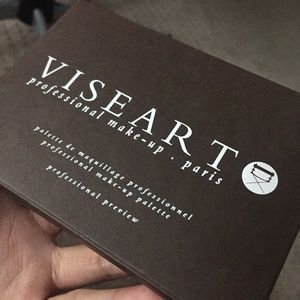 VISEART
professional make-up . paris
palette de maquillage professionnel
professional make-up palette
professional preview